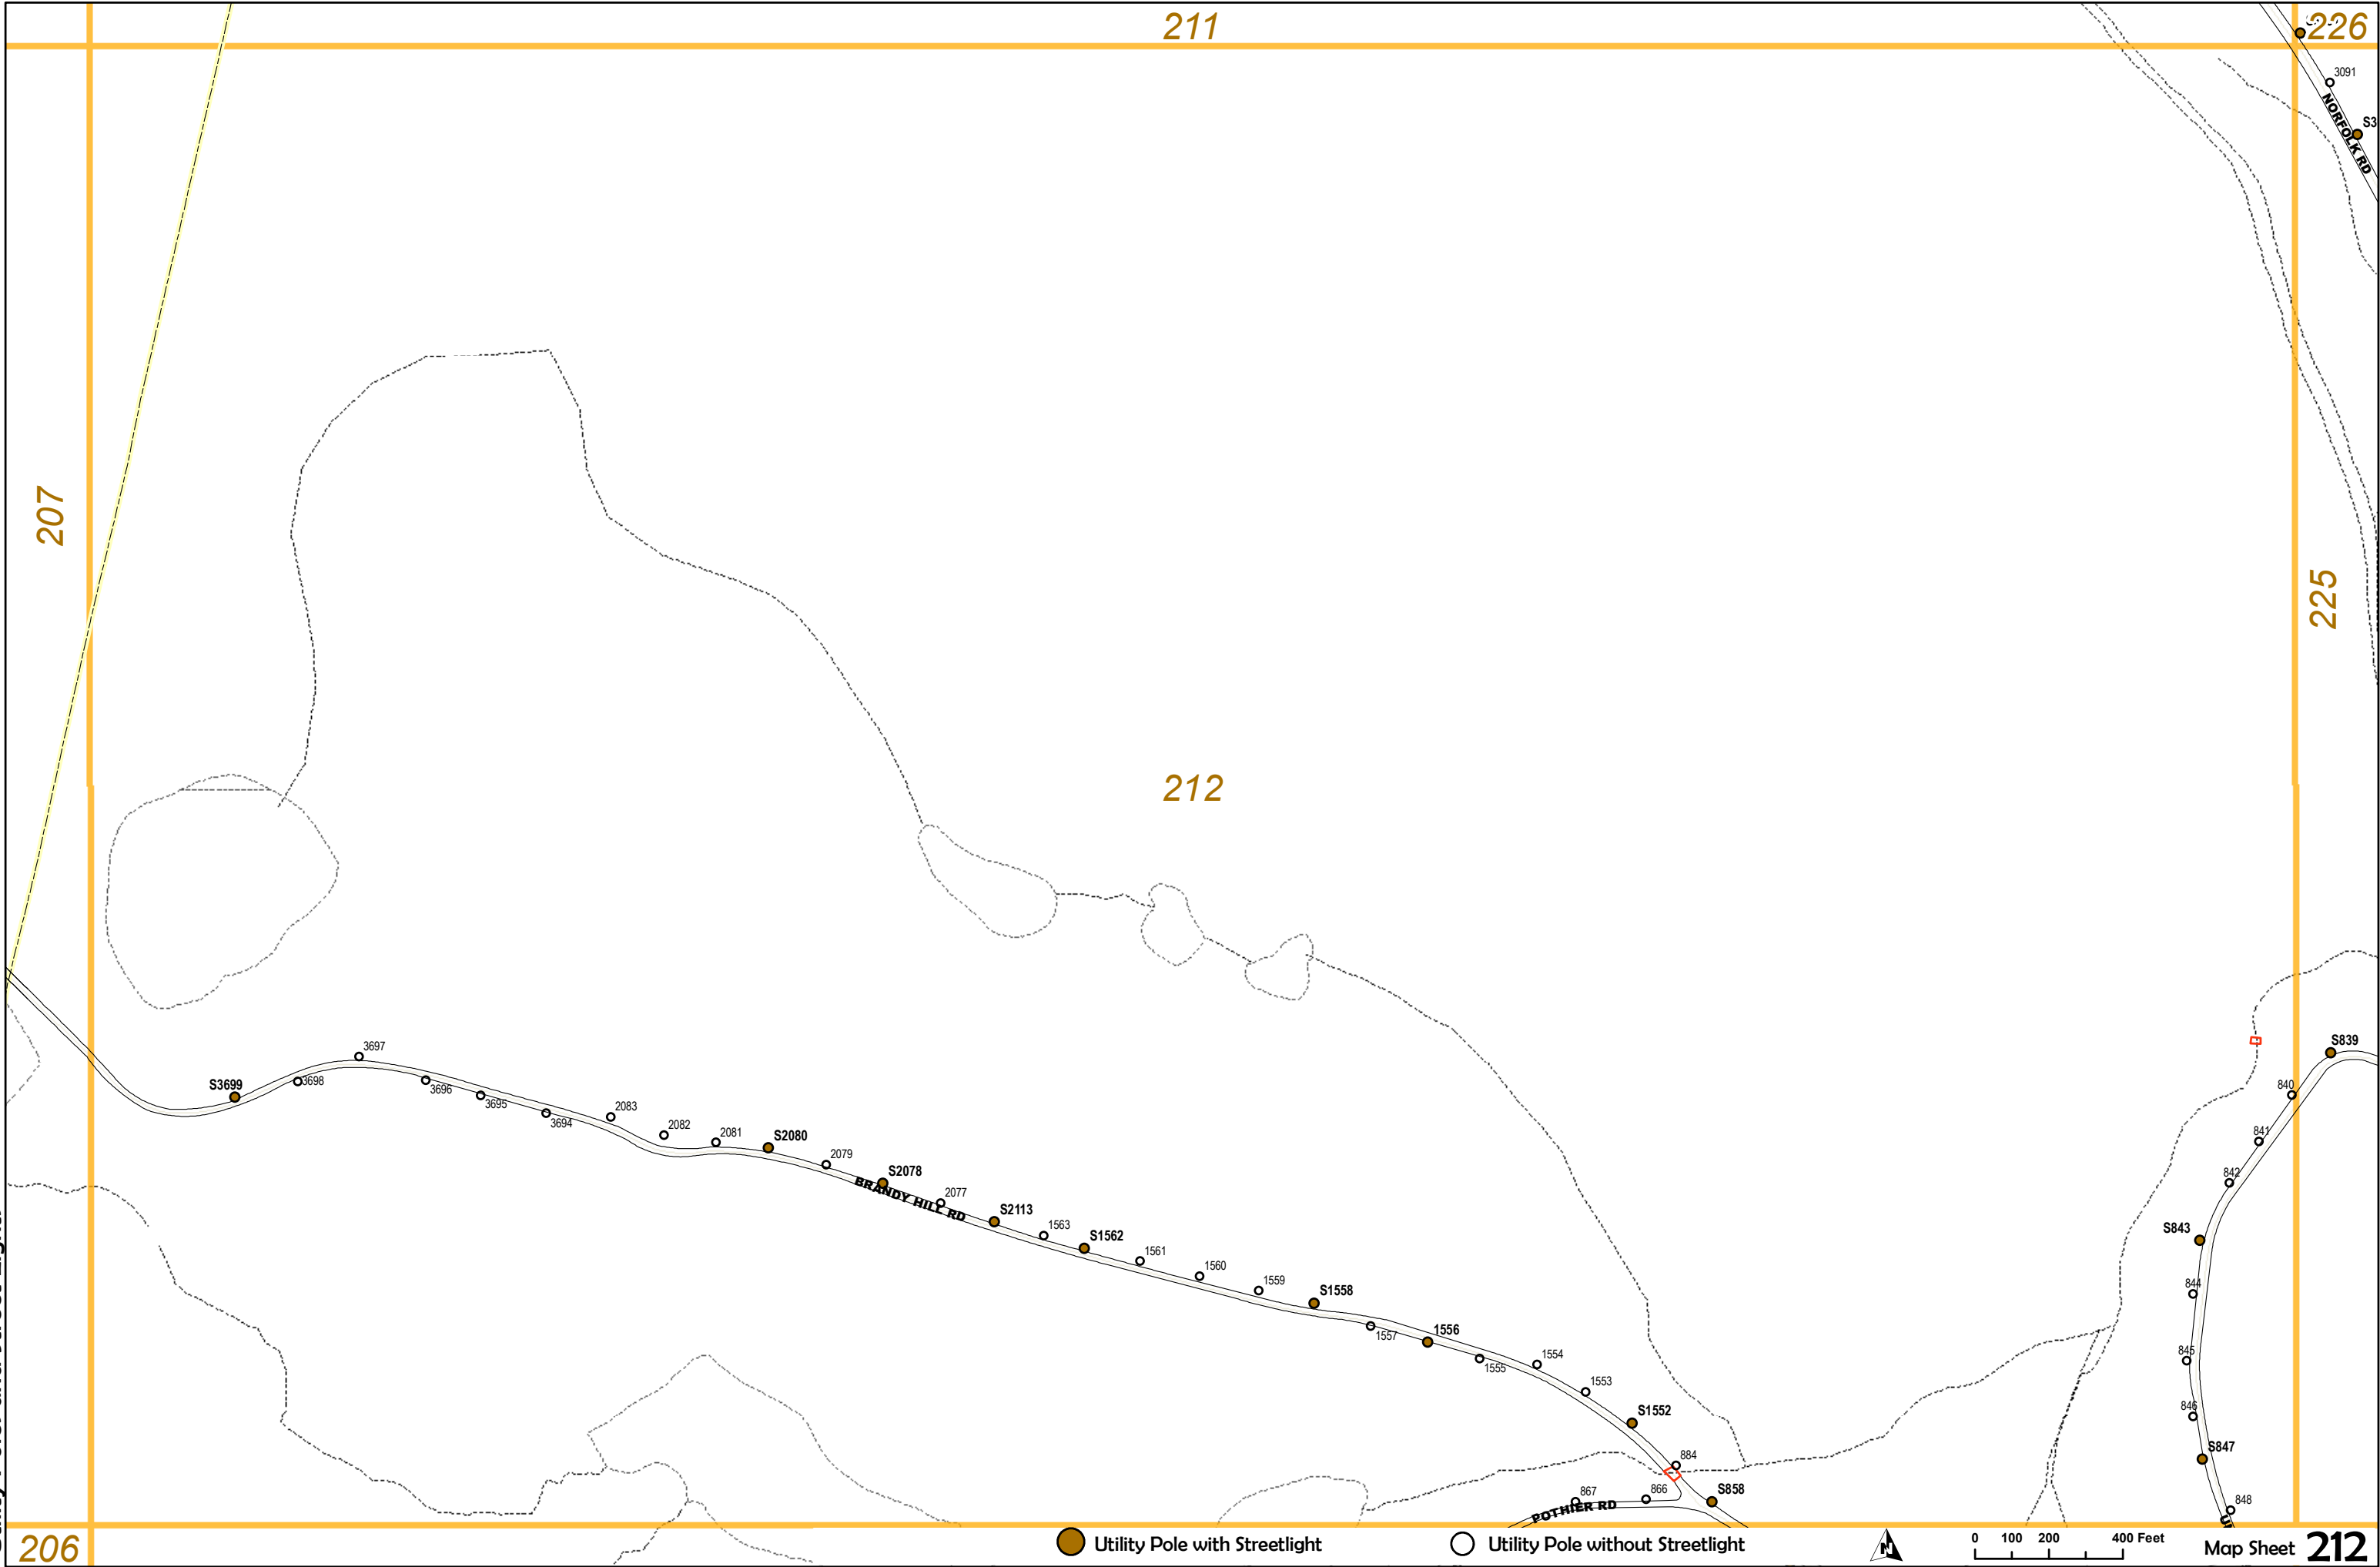 211
226
3091
NORFOLK RD
S3
207
225
212
3697
S3699
3698
3696
3695
3694
2083
2082
2081
S2080
2079
S2078
BRANDY HILL RD
2077
S2113
1563
S1562
1561
1560
1559
S1558
1557
1556
1555
1554
1553
S1552
884
S858
867
866
POTHIER RD
S839
840
841
842
S843
844
845
846
S847
848
206
Utility Pole with Streetlight
Utility Pole without Streetlight
N
0 100 200 400 Feet
Map Sheet 212